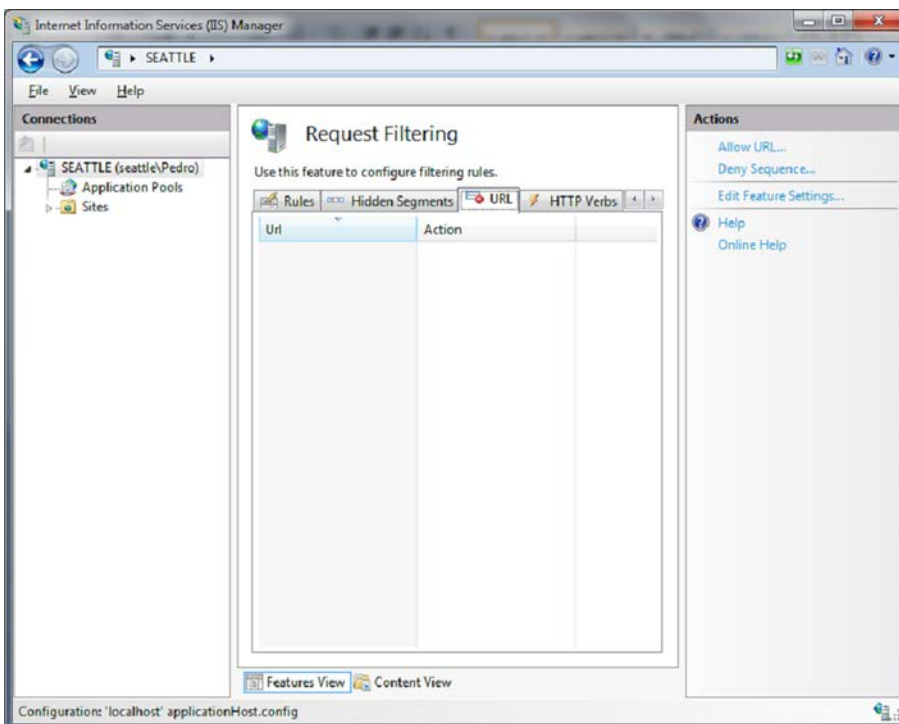 Internet Information Services (IIS) Manager
SEATTLE
File View Help
Connections
SEATTLE (seattle\Pedro)
Application Pools
Sites
Request Filtering
Use this feature to configure filtering rules.
Rules Hidden Segments URL HTTP Verbs
Url Action
Features View Content View
Actions
Allow URL...
Deny Sequence...
Edit Feature Settings...
Help
Online Help
Configuration: 'localhost' applicationHost.config